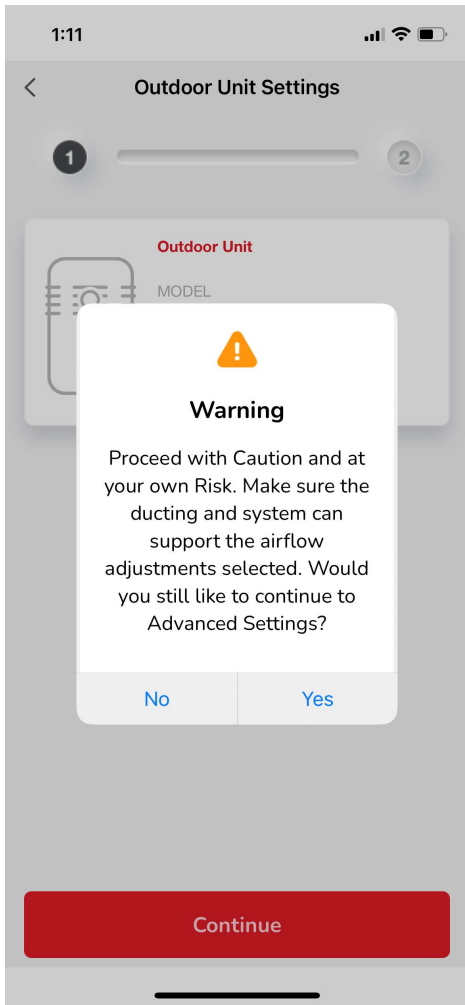 1:11
Outdoor Unit Settings
1
2
Outdoor Unit
MODEL
Warning
Proceed with Caution and at
your own Risk. Make sure the
ducting and system can
support the airflow
adjustments selected. Would
you still like to continue to
Advanced Settings?
No
Yes
Continue